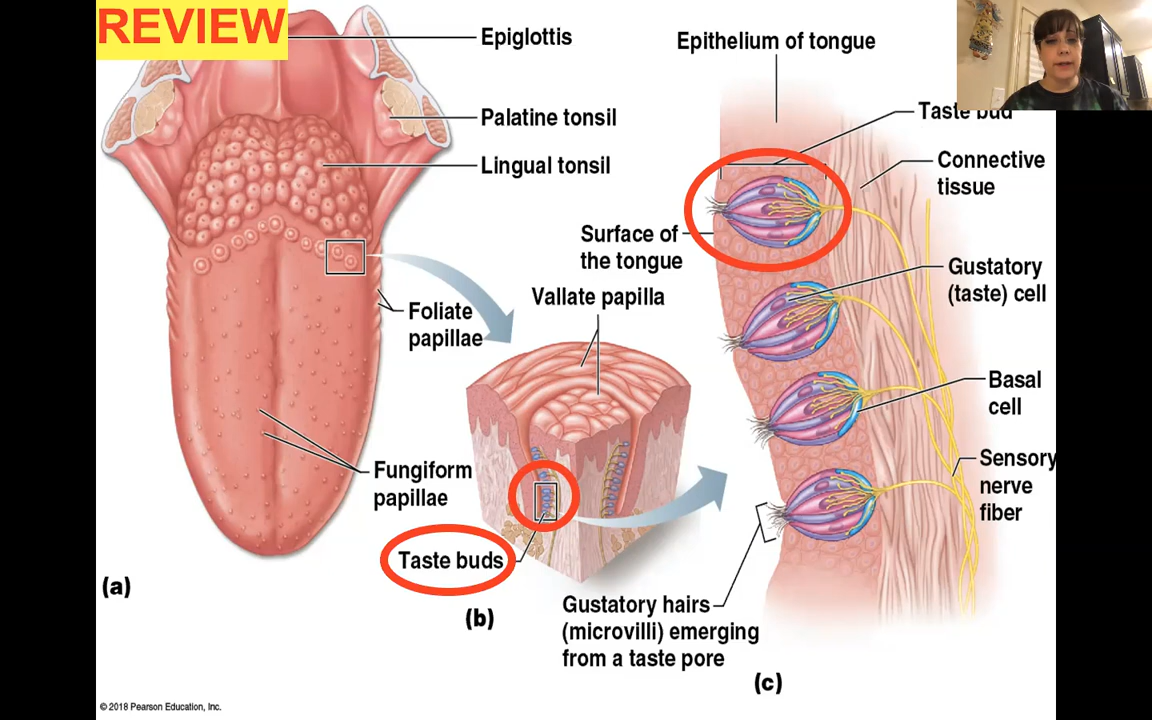 REVIEW
Epiglottis
Palatine tonsil
Lingual tonsil
Foliate
papillae
Fungiform
papillae
(a)
Vallate papilla
Taste buds
(b)
Epithelium of tongue
Taste bud
Connective
tissue
Surface of
the tongue
Gustatory
(taste) cell
Basal
cell
Sensory
nerve
fiber
Gustatory hairs
(microvilli) emerging
from a taste pore
(c)
© 2018 Pearson Education, Inc.